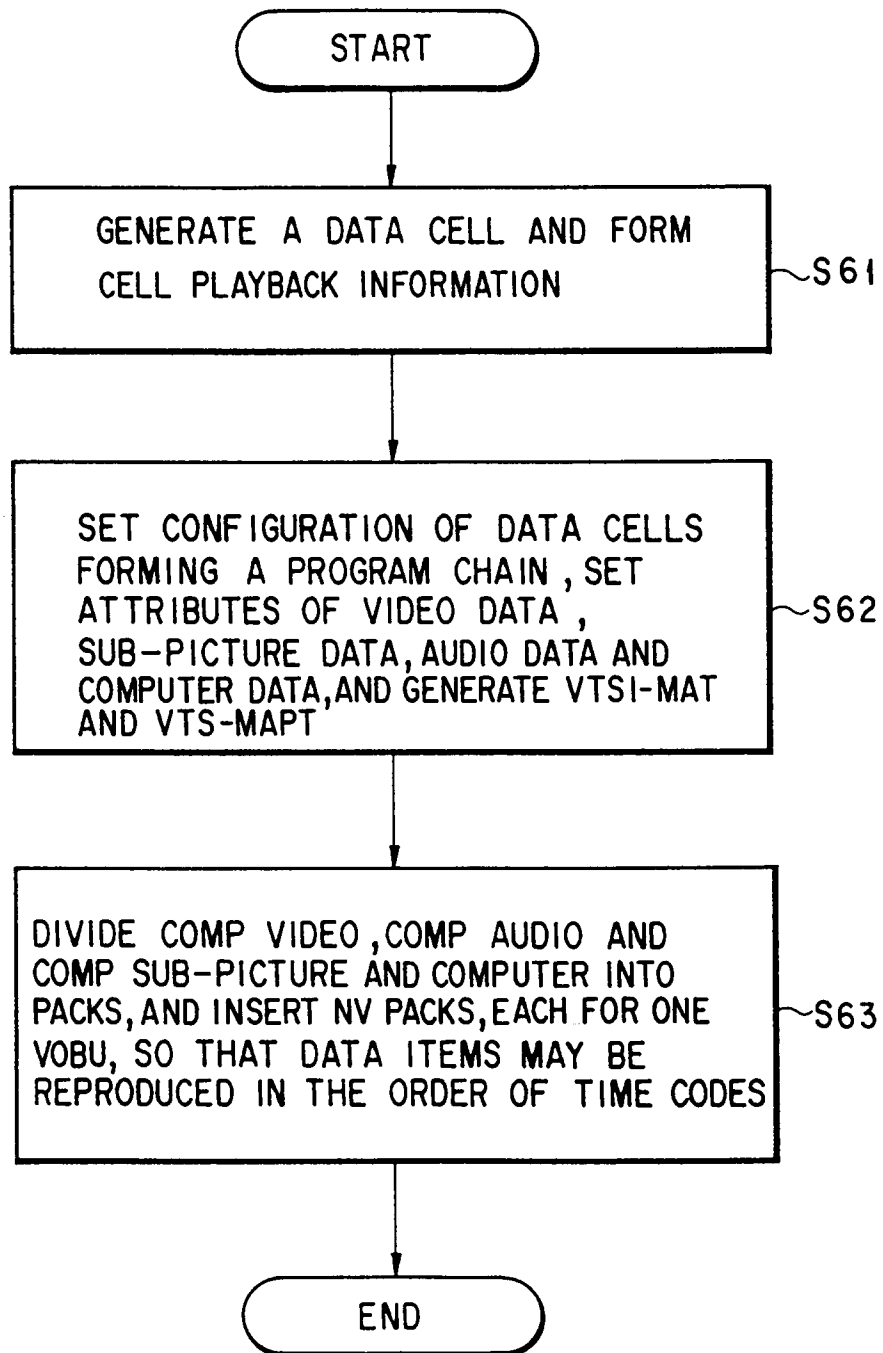 START
GENERATE A DATA CELL AND FORM
CELL PLAYBACK INFORMATION
S61
SET CONFIGURATION OF DATA CELLS
FORMING A PROGRAM CHAIN, SET
ATTRIBUTES OF VIDEO DATA,
SUB-PICTURE DATA, AUDIO DATA AND
COMPUTER DATA, AND GENERATE VTSI-MAT
AND VTS-MAPT
S62
DIVIDE COMP VIDEO, COMP AUDIO AND
COMP SUB-PICTURE AND COMPUTER INTO
PACKS, AND INSERT NV PACKS, EACH FOR ONE
VOBU, SO THAT DATA ITEMS MAY BE
REPRODUCED IN THE ORDER OF TIME CODES
S63
END